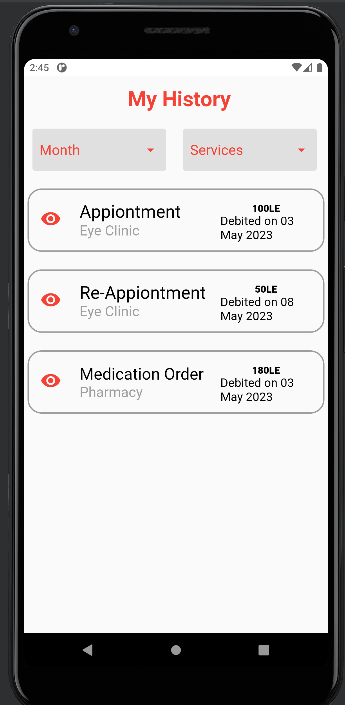 2:45
My History
Month
Services
Appiontment
Eye Clinic
100LE
Debited on 03
May 2023
Re-Appiontment
Eye Clinic
50LE
Debited on 08
May 2023
Medication Order
Pharmacy
180LE
Debited on 03
May 2023